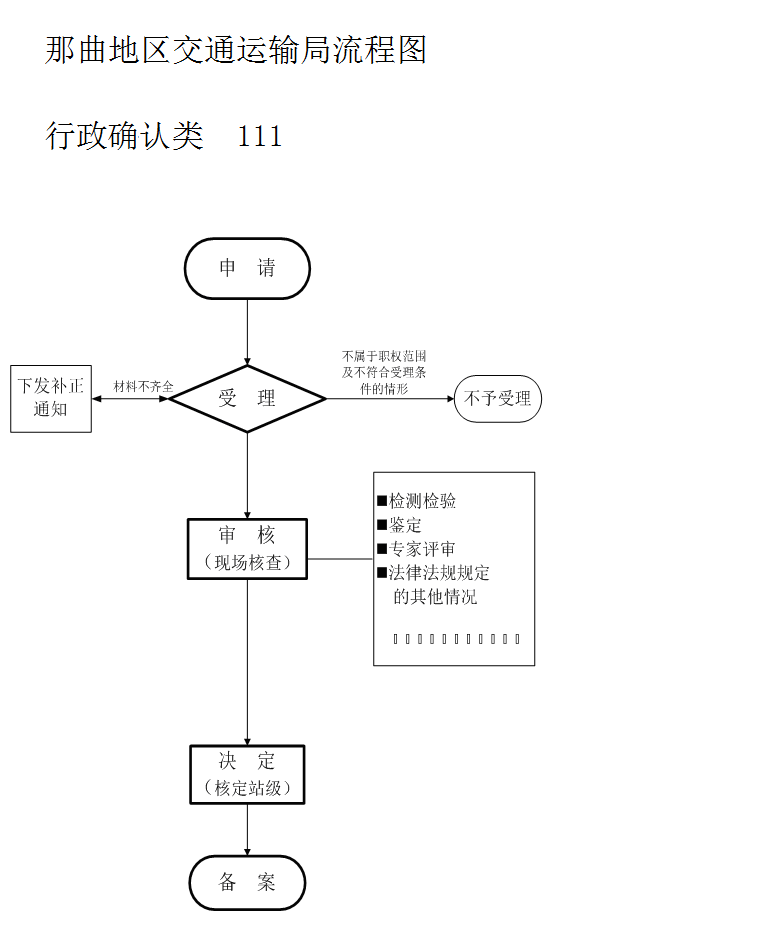 那曲地区交通运输局流程图
行政确认类 111
申 请
不属于职权范围
及不符合受理条
件的情形
下发补正
通知
材料不齐全
受 理
不予受理
审 核
（现场核查）
■检测检验
■鉴定
■专家评审
■法律法规规定
的其他情况
决 定
（核定站级）
备 案